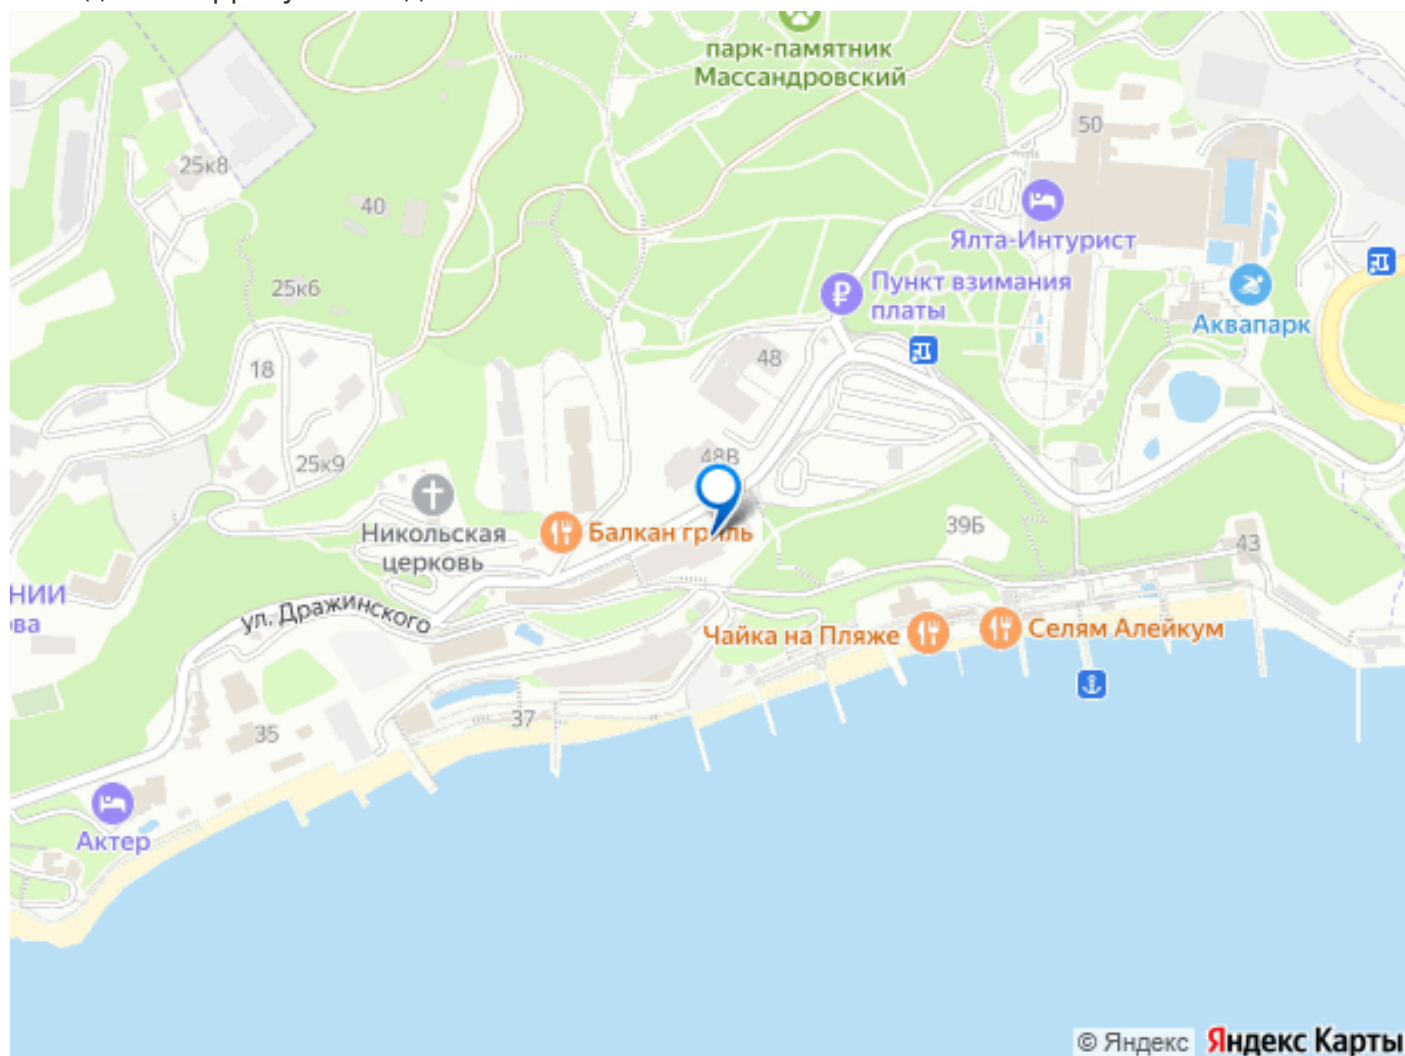 парк-памятник
Массандровский
50
25к8
40
Ялта-Интурист
Пункт взимания
платы
25к6
Аквапарк
48
18
48В
25к9
Никольская
церковь
Балкан гриль
39Б
43
НИИ
ва
ул. Дражинского
Чайка на Пляже
Селям Алейкум
37
35
Актер
© Яндекс Яндекс Карты